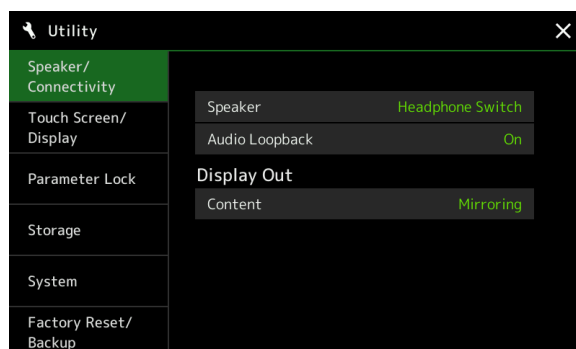 Utility
Speaker/
Connectivity
Touch Screen/
Display
Parameter Lock
Storage
System
Factory Reset/
Backup
Speaker Headphone Switch
Audio Loopback On
Display Out
Content Mirroring